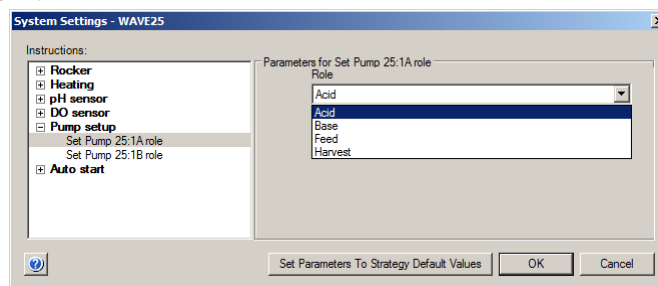 System Settings - WAVE25
Instructions:
Rocker
Heating
pH sensor
DO sensor
Pump setup
Set Pump 25:1A role
Set Pump 25:1B role
Auto start
Parameters for Set Pump 25:1A role
Role
Acid
Acid
Base
Feed
Harvest
Set Parameters To Strategy Default Values
OK
Cancel